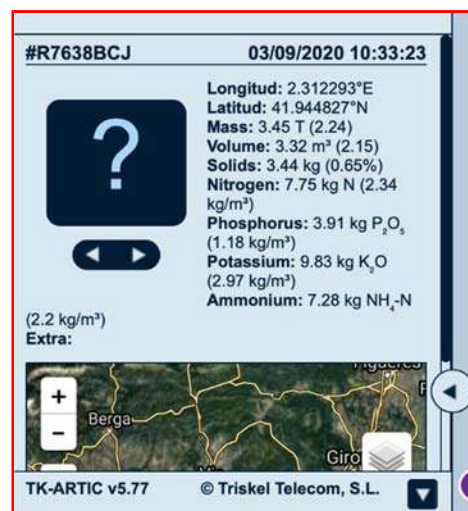 #R7638BCJ 03/09/2020 10:33:23
?
Longitud: 2.312293°E
Latitud: 41.944827°N
Mass: 3.45 T (2.24)
Volume: 3.32 m³ (2.15)
Solids: 3.44 kg (0.65%)
Nitrogen: 7.75 kg N (2.34
kg/m³)
Phosphorus: 3.91 kg P₂O₅
(1.18 kg/m³)
Potassium: 9.83 kg K₂O
(2.97 kg/m³)
Ammonium: 7.28 kg NH₄-N
(2.2 kg/m³)
Extra:
+
Figueres
Berga
−
Giro
TK-ARTIC v5.77 © Triskel Telecom, S.L.